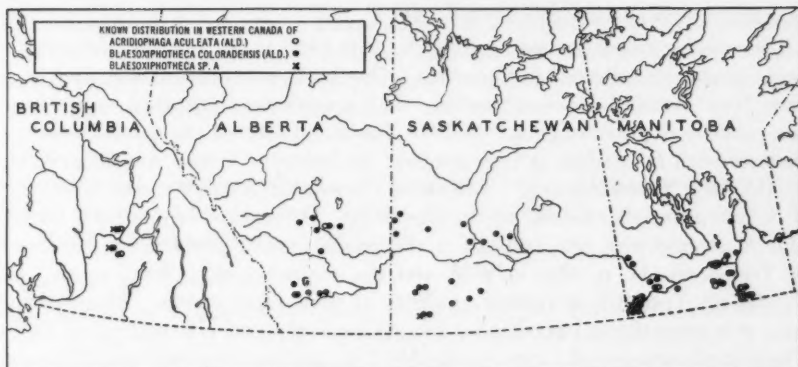 KNOWN DISTRIBUTION IN WESTERN CANADA OF
ACRIDIOPHAGA ACULEATA (ALD.)
BLAESOXIPHOTHECA COLORADENSIS (ALD.)
BLAESOXIPHOTHECA SP. A
BRITISH
COLUMBIA ALBERTA SASKATCHEWAN MANITOBA